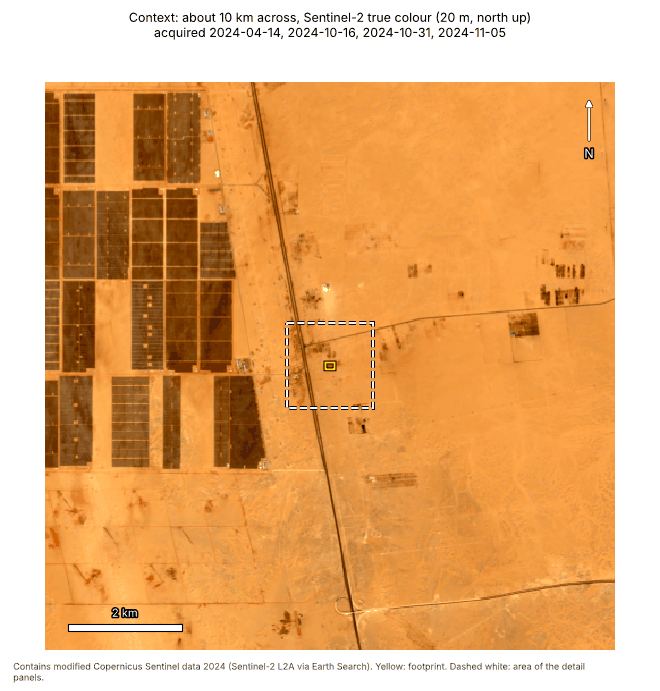 Context: about 10 km across, Sentinel-2 true colour (20 m, north up)
acquired 2024-04-14, 2024-10-16, 2024-10-31, 2024-11-05
N
2 km
Contains modified Copernicus Sentinel data 2024 (Sentinel-2 L2A via Earth Search). Yellow: footprint. Dashed white: area of the detail
panels.